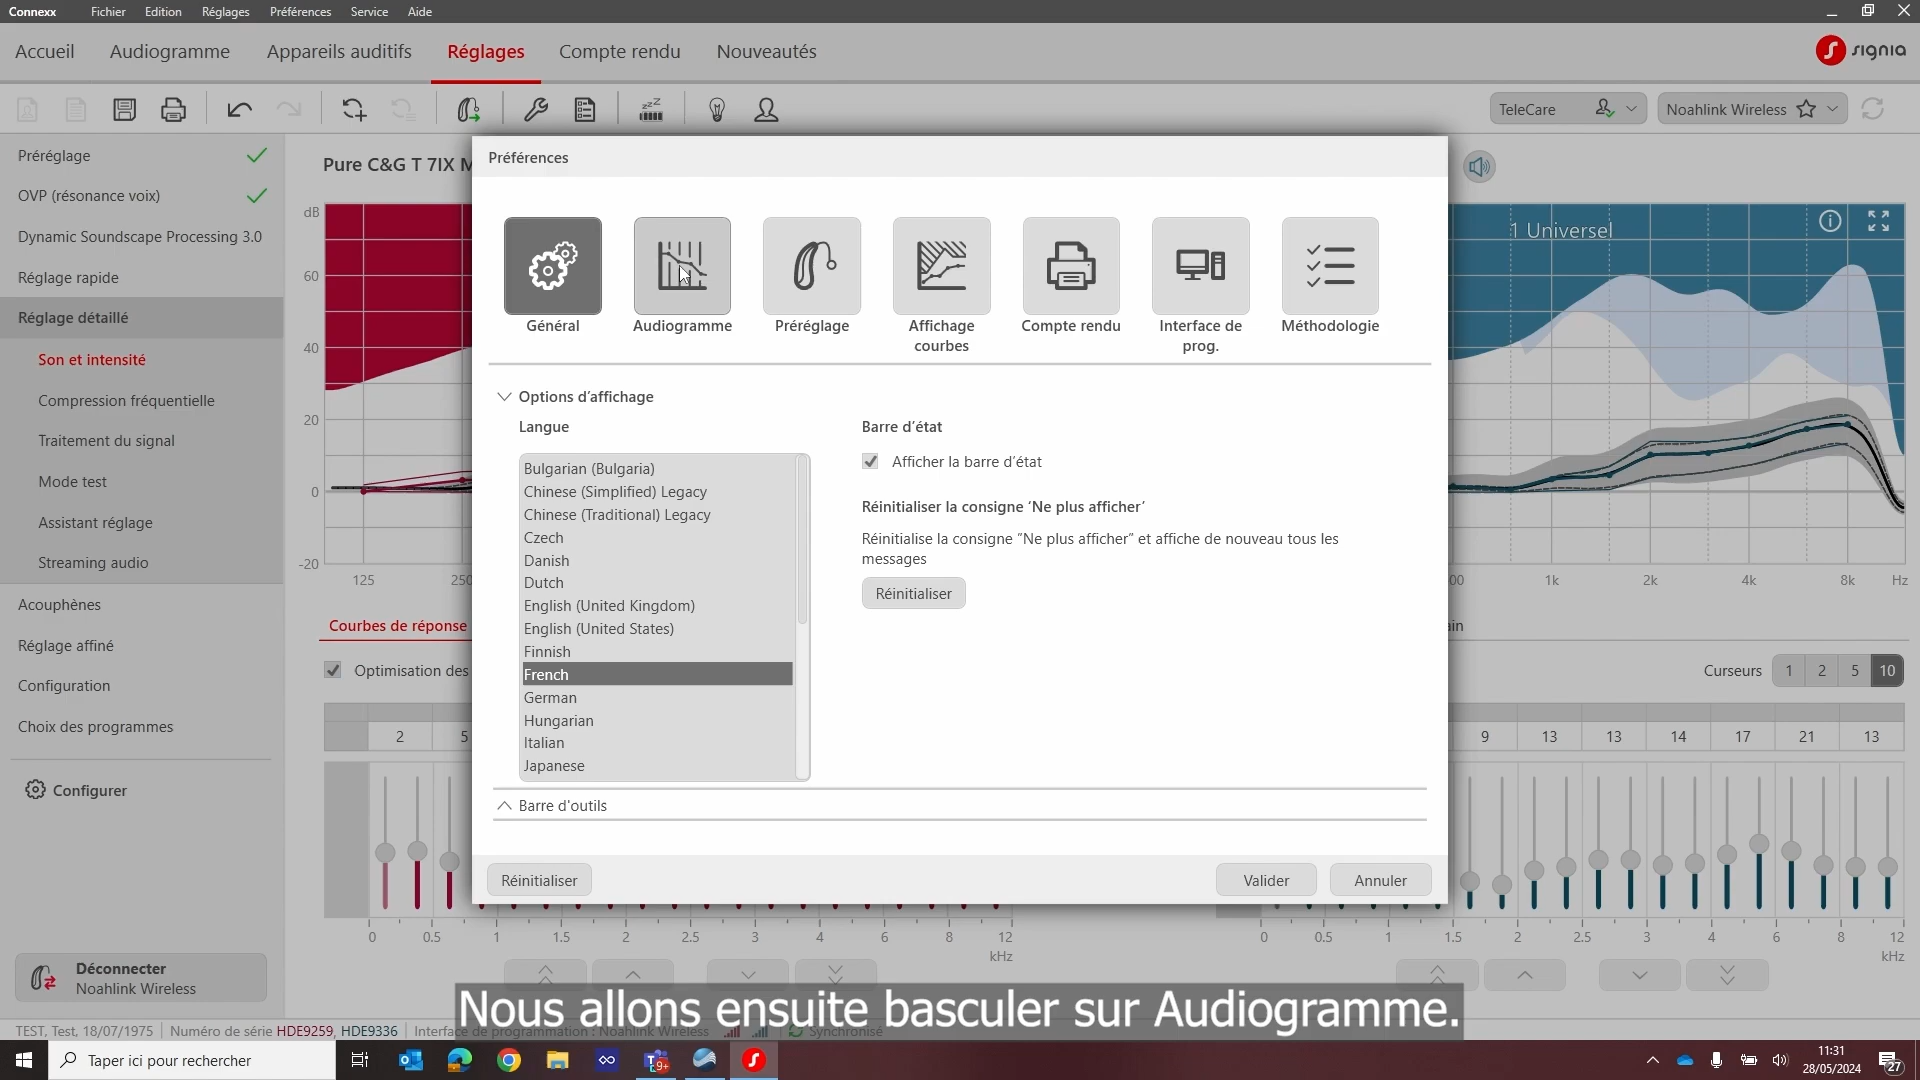 Connexx Fichier Edition Réglages Préférences Service Aide
Accueil Audiogramme Appareils auditifs Réglages Compte rendu Nouveautés
signia
zzZ
TeleCare Noahlink Wireless
Préréglage
OVP (résonance voix)
Dynamic Soundscape Processing 3.0
Réglage rapide
Réglage détaillé
Son et intensité
Compression fréquentielle
Traitement du signal
Mode test
Assistant réglage
Streaming audio
Acouphènes
Réglage affiné
Configuration
Choix des programmes
Configurer
Déconnecter
Noahlink Wireless
Pure C&G T 7IX M
dB
60
40
20
0
-20
125 250
Courbes de réponse
Optimisation des
2 5
Préférences
Général Audiogramme Préréglage Affichage courbes Compte rendu Interface de prog. Méthodologie
Options d'affichage
Langue
Bulgarian (Bulgaria)
Chinese (Simplified) Legacy
Chinese (Traditional) Legacy
Czech
Danish
Dutch
English (United Kingdom)
English (United States)
Finnish
French
German
Hungarian
Italian
Japanese
Barre d'état
Afficher la barre d'état
Réinitialiser la consigne ‘Ne plus afficher’
Réinitialise la consigne "Ne plus afficher" et affiche de nouveau tous les
messages
Réinitialiser
Barre d'outils
Réinitialiser Valider Annuler
1 Universel
00 1k 2k 4k 8k Hz
ain
Curseurs 1 2 5 10
9 13 13 14 17 21 13
0 0.5 1 1.5 2 2.5 3 4 6 8 12
kHz
0 0.5 1 1.5 2 2.5 3 4 6 8 12
kHz
Nous allons ensuite basculer sur Audiogramme.
TEST, Test, 18/07/1975 Numéro de série HDE9259, HDE9336 Interface de programmation : Noahlink Wireless Synchronisé
Taper ici pour rechercher
9+
11:31
28/05/2024
27